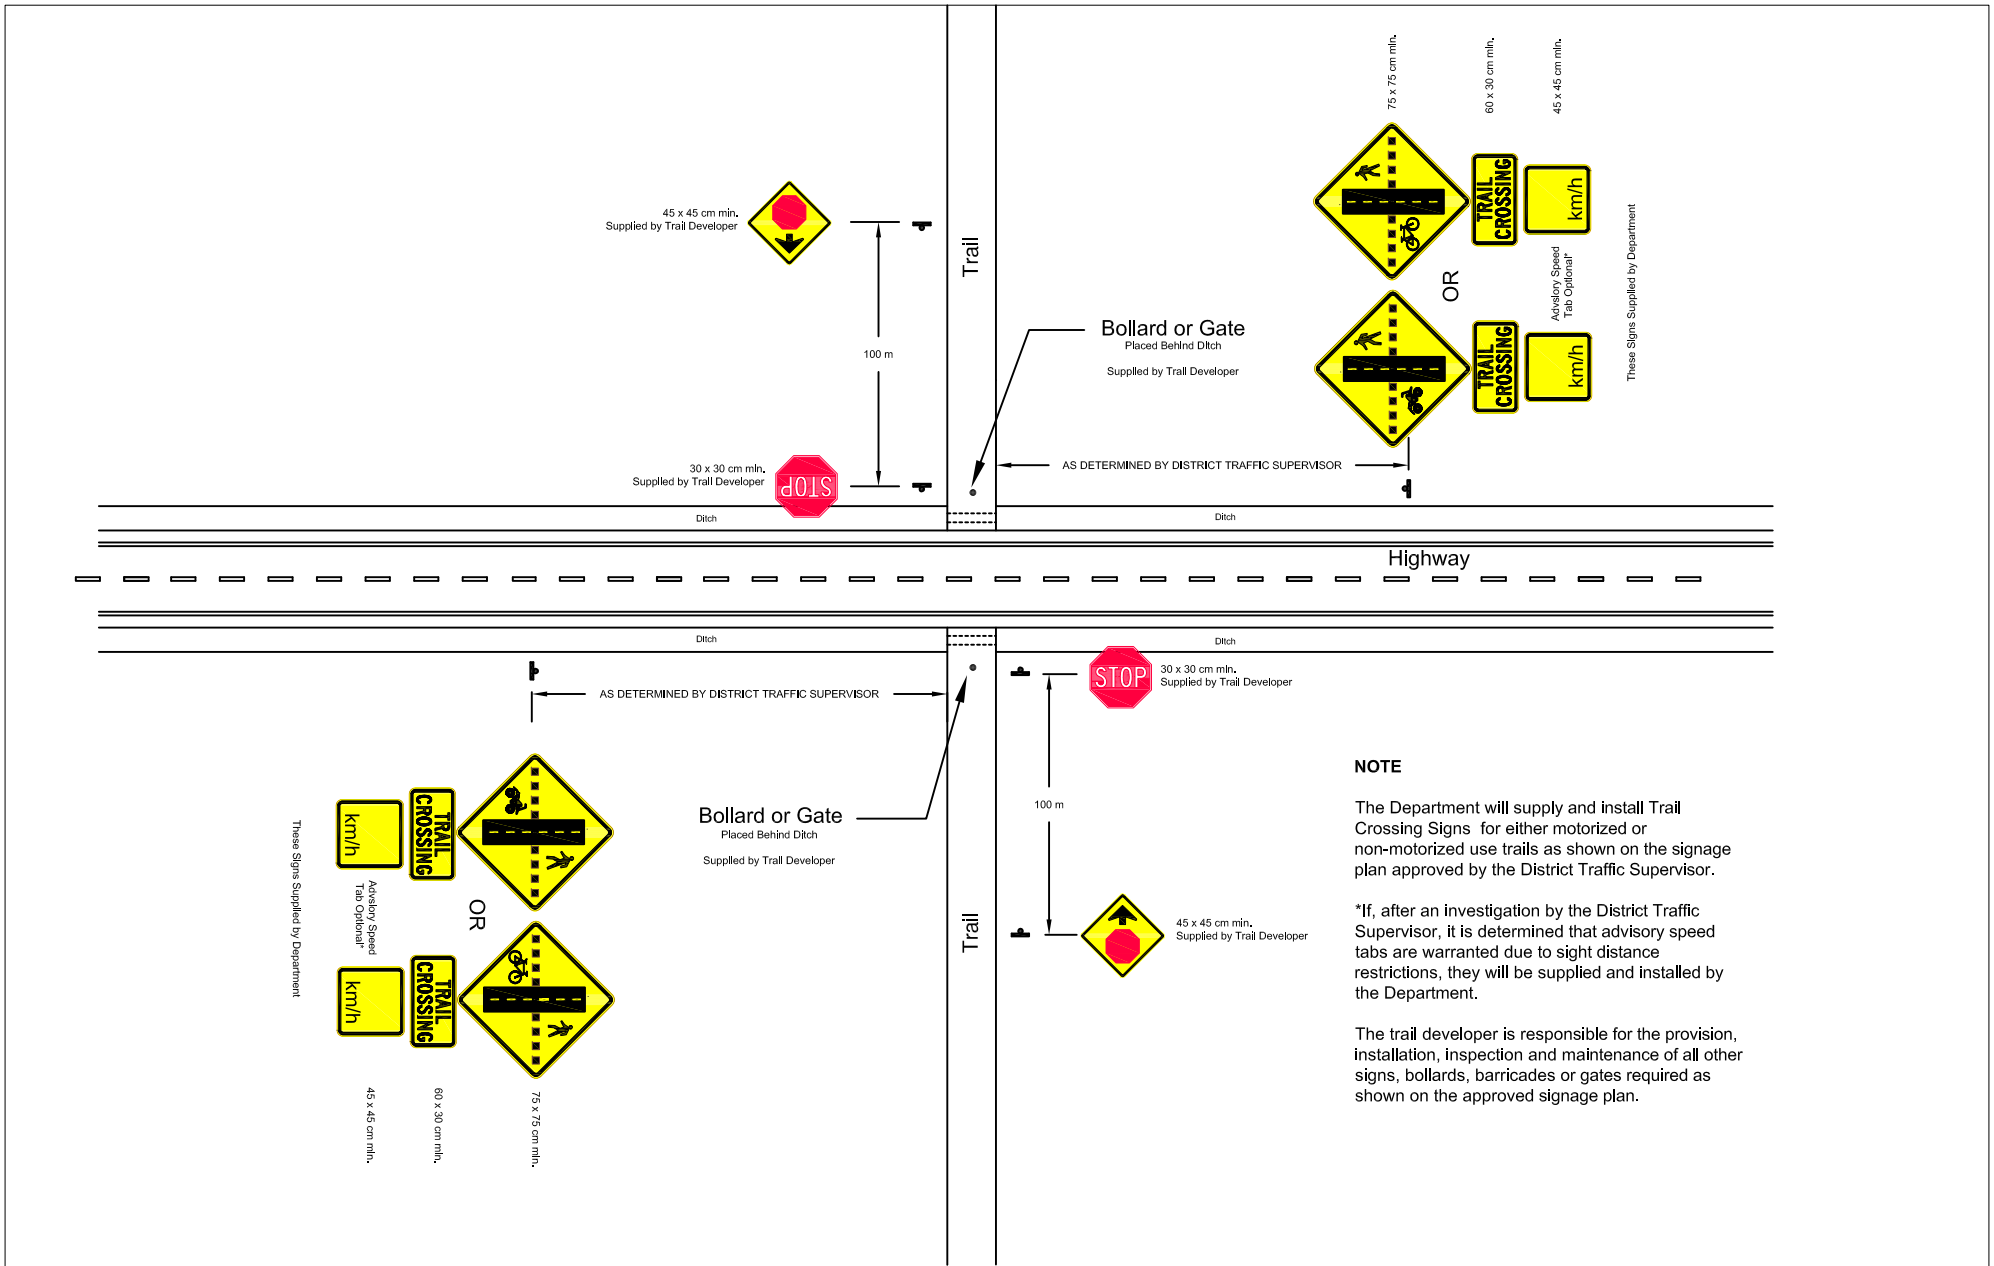 75 x 75 cm min.
60 x 30 cm min.
45 x 45 cm min.
TRAIL
CROSSING
km/h
45 x 45 cm min.
Supplied by Trail Developer
Trail
OR
Advisory Speed
Tab Optional*
These Signs Supplied by Department
Bollard or Gate
Placed Behind Ditch
Supplied by Trail Developer
100 m
TRAIL
CROSSING
km/h
30 x 30 cm min.
Supplied by Trail Developer
STOP
AS DETERMINED BY DISTRICT TRAFFIC SUPERVISOR
Ditch
Ditch
Highway
Ditch
Ditch
STOP
30 x 30 cm min.
Supplied by Trail Developer
AS DETERMINED BY DISTRICT TRAFFIC SUPERVISOR
100 m
Bollard or Gate
Placed Behind Ditch
Supplied by Trail Developer
km/h
TRAIL
CROSSING
These Signs Supplied by Department
Advisory Speed
Tab Optional*
OR
Trail
45 x 45 cm min.
Supplied by Trail Developer
km/h
TRAIL
CROSSING
45 x 45 cm min.
60 x 30 cm min.
75 x 75 cm min.
NOTE
The Department will supply and install Trail
Crossing Signs for either motorized or
non-motorized use trails as shown on the signage
plan approved by the District Traffic Supervisor.
*If, after an investigation by the District Traffic
Supervisor, it is determined that advisory speed
tabs are warranted due to sight distance
restrictions, they will be supplied and installed by
the Department.
The trail developer is responsible for the provision,
installation, inspection and maintenance of all other
signs, bollards, barricades or gates required as
shown on the approved signage plan.